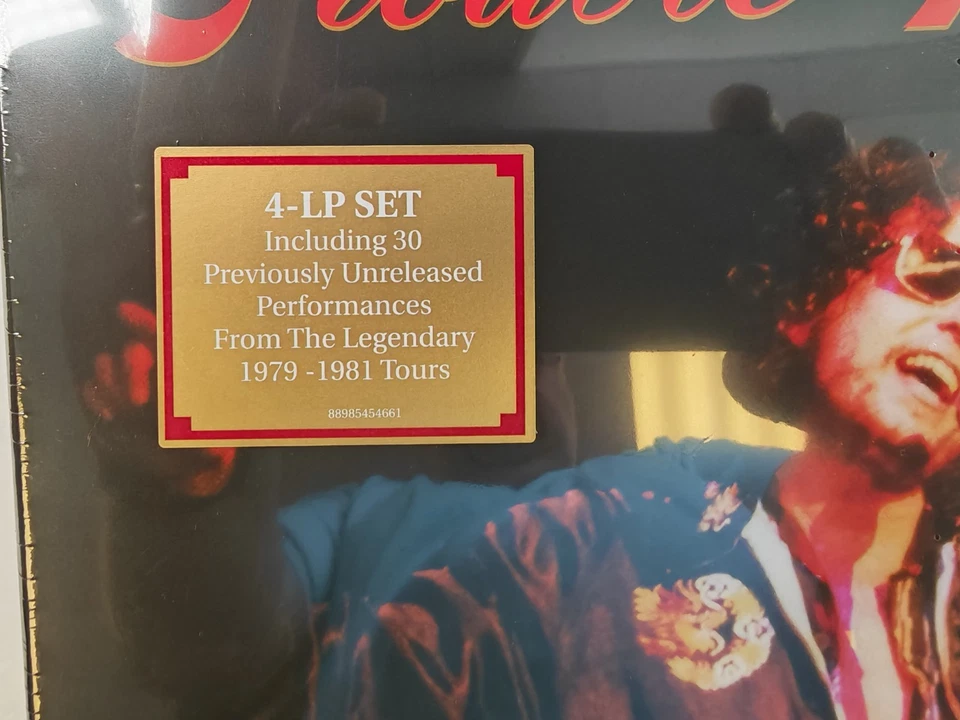 4-LP SET
Including 30
Previously Unreleased
Performances
From The Legendary
1979 -1981 Tours
88985454661